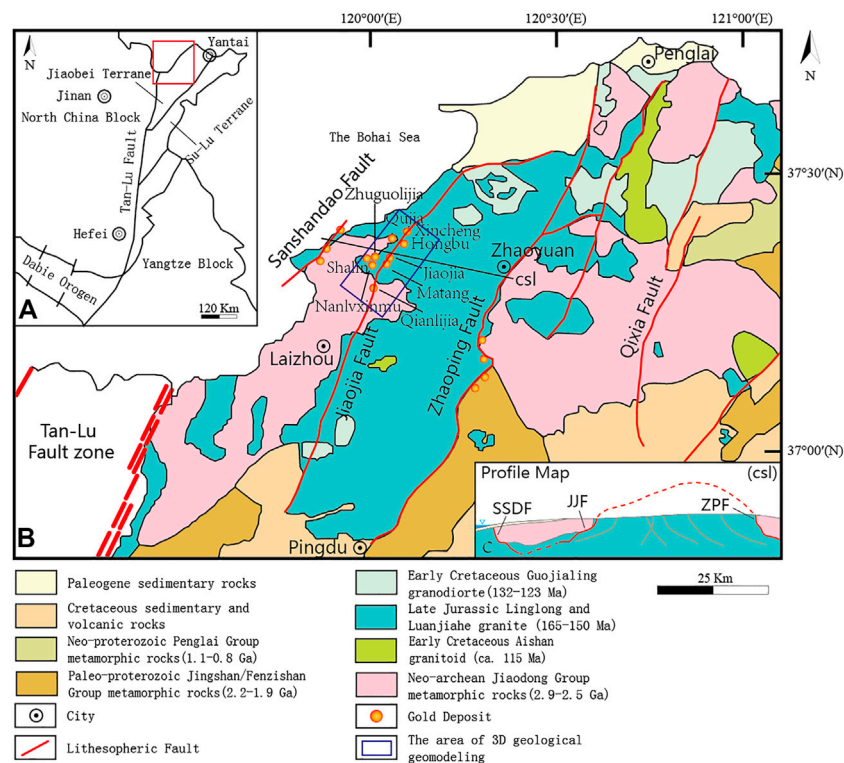 120°00′(E)
120°30′(E)
121°00′(E)
N
Yantai
Jiaobei Terrane
Jinan
North China Block
Su-Lu Terrane
Tan-Lu Fault
Hefei
Yangtze Block
Dabie Orogen
A
120 Km
Penglai
N
The Bohai Sea
37°30′(N)
Sanshandao Fault
Zhuguolijia
Qujia
Xincheng
Hongbu
Zhaoyuan
Shalin
Jiaojia
csl
Matang
Nanlvxinmu
Qianlijia
Laizhou
Jiaojia Fault
Zhaoping Fault
Qixia Fault
Tan-Lu
Fault zone
37°00′(N)
Profile Map
(csl)
SSDF
JJF
ZPF
C
B
Pingdu
Paleogene sedimentary rocks
Cretaceous sedimentary and
volcanic rocks
Neo-proterozoic Penglai Group
metamorphic rocks(1.1-0.8 Ga)
Paleo-proterozoic Jingshan/Fenzishan
Group metamorphic rocks(2.2-1.9 Ga)
City
Lithesopheric Fault
Early Cretaceous Guojialing
granodiorte(132-123 Ma)
25 Km
Late Jurassic Linglong and
Luanjiahe granite (165-150 Ma)
Early Cretaceous Aishan
granitoid (ca. 115 Ma)
Neo-archean Jiaodong Group
metamorphic rocks(2.9-2.5 Ga)
Gold Deposit
The area of 3D geological
geomodeling